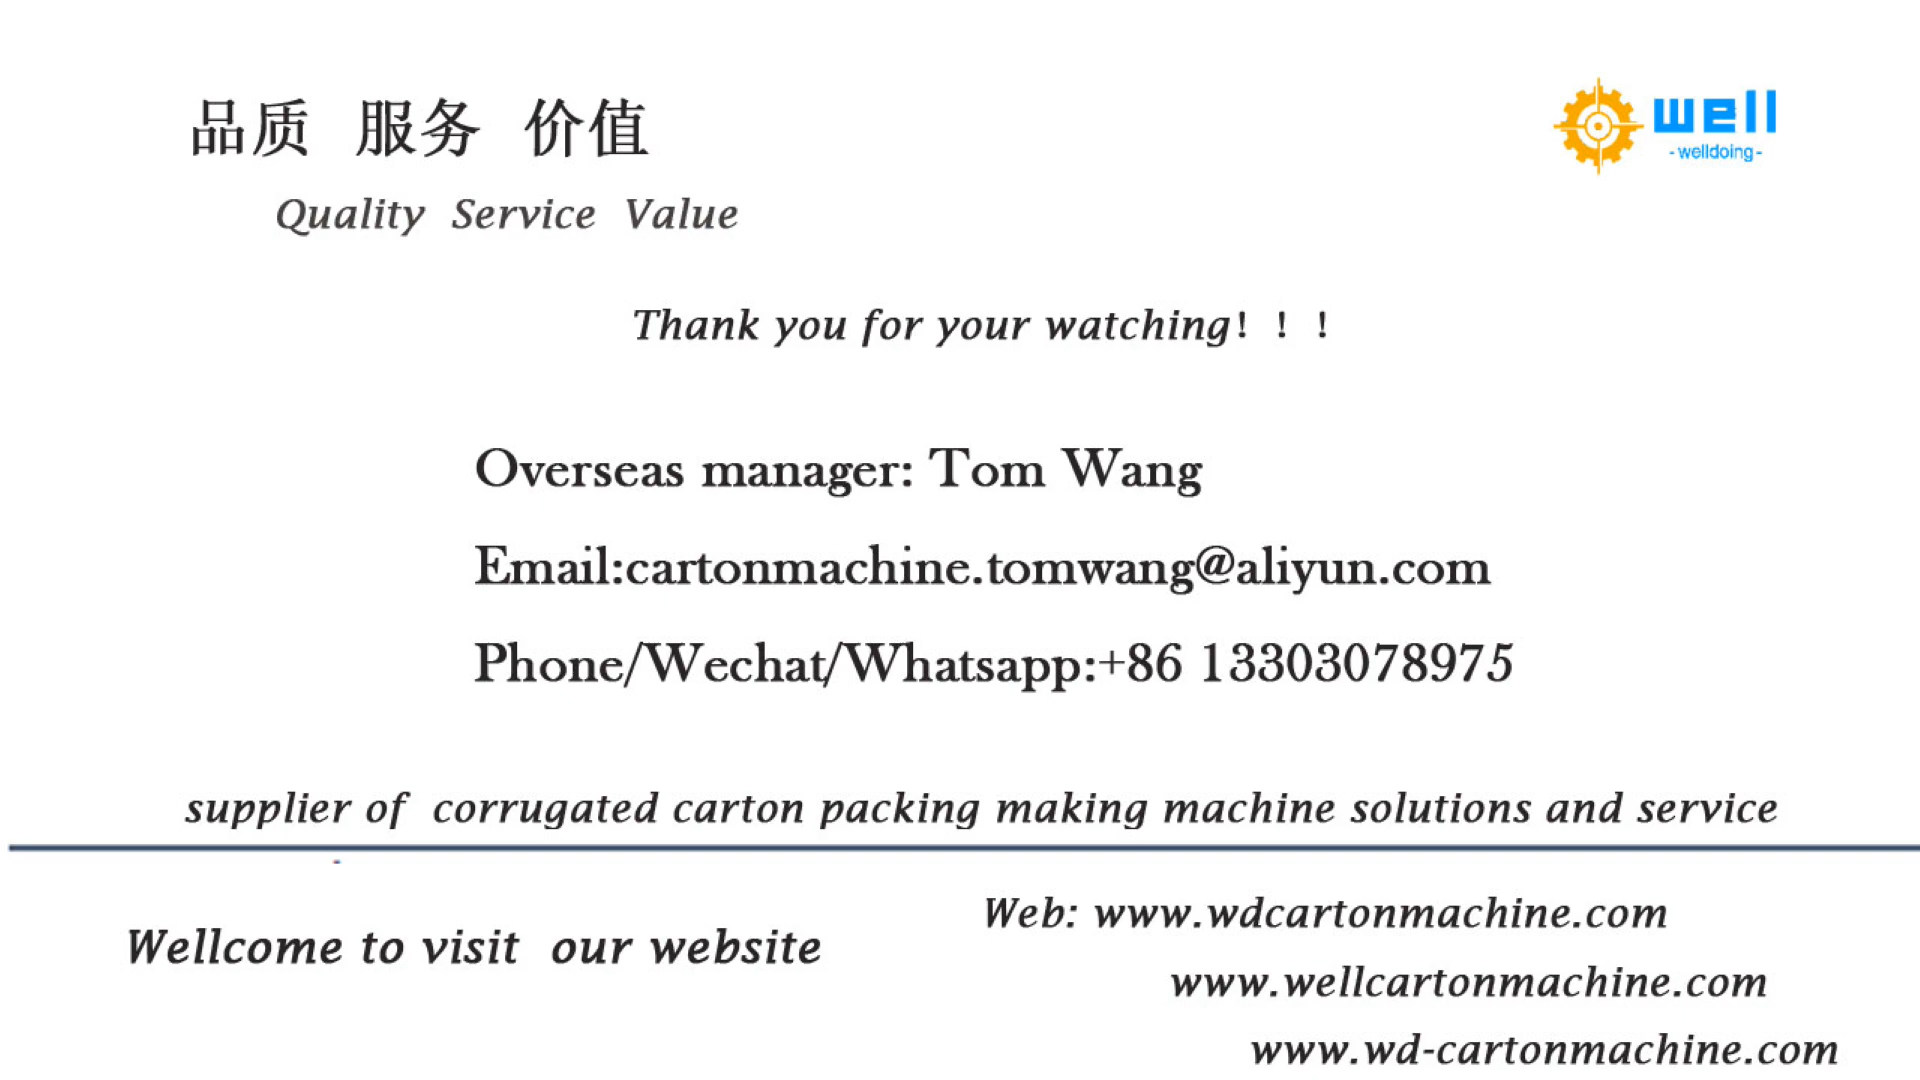 品质 服务 价值
well
-welldoing-
Quality Service Value
Thank you for your watching！！！
Overseas manager: Tom Wang
Email:cartonmachine.tomwang@aliyun.com
Phone/Wechat/Whatsapp:+86 13303078975
supplier of corrugated carton packing making machine solutions and service
Wellcome to visit our website
Web: www.wdcartonmachine.com
www.wellcartonmachine.com
www.wd-cartonmachine.com